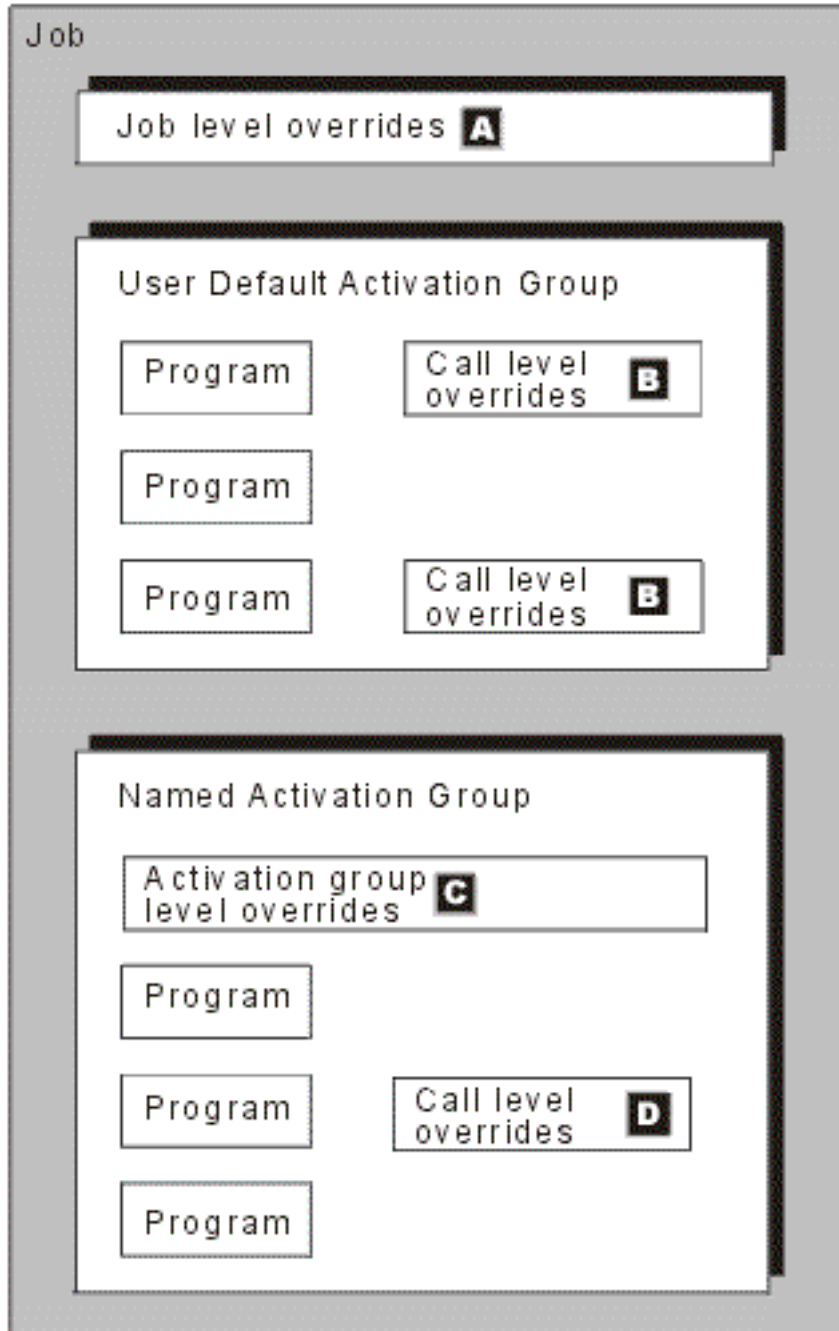 Job
Job level overrides A
User Default Activation Group
Program
Call level
overrides B
Program
Program
Call level
overrides B
Named Activation Group
Activation group
level overrides C
Program
Program
Call level
overrides D
Program